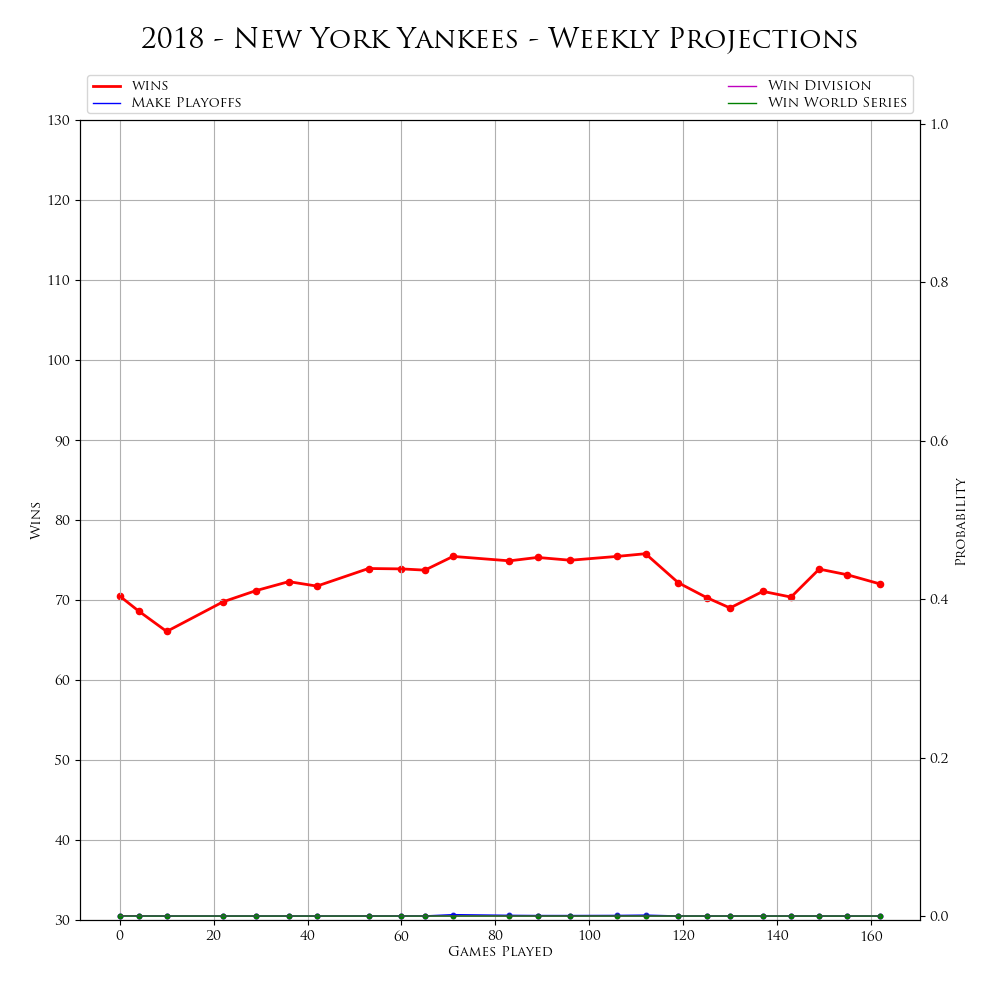 2018 - New York Yankees - Weekly Projections
wins
Make Playoffs
Win Division
Win World Series
130
120
110
100
90
80
70
60
50
40
30
Wins
1.0
0.8
0.6
0.4
0.2
0.0
Probability
0 20 40 60 80 100 120 140 160
Games Played